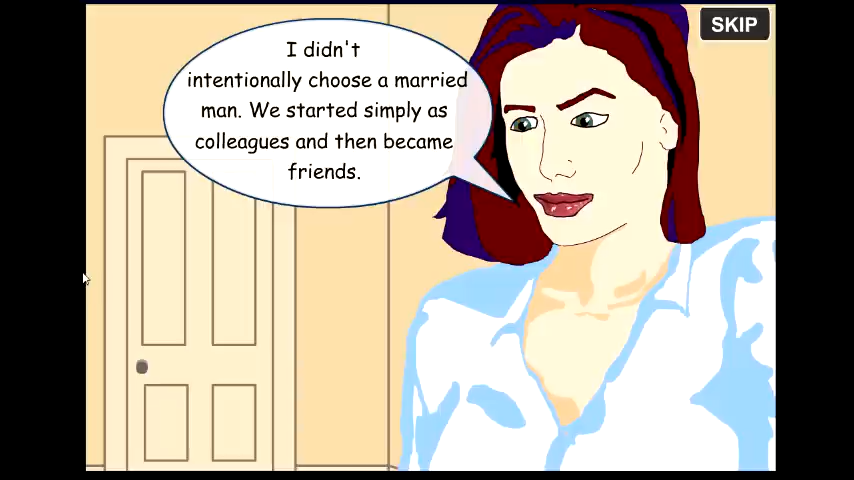 SKIP
I didn't
intentionally choose a married
man. We started simply as
colleagues and then became
friends.